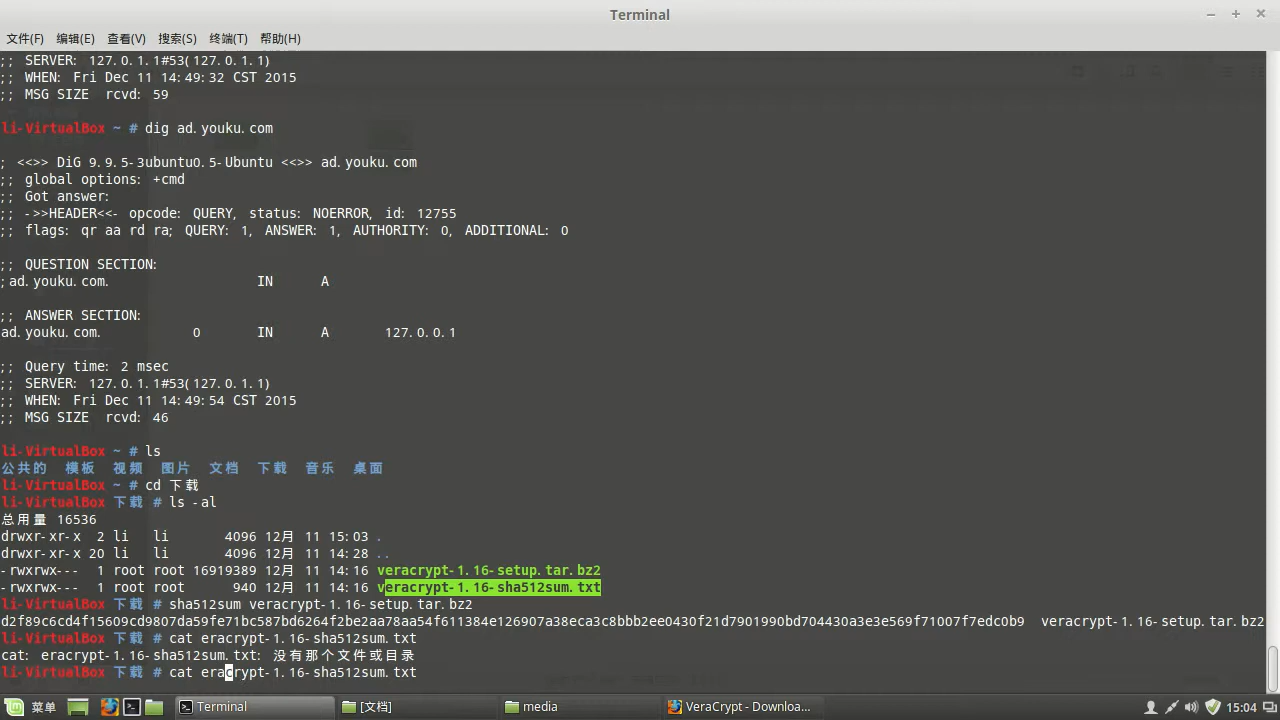 Terminal
文件(F) 编辑(E) 查看(V) 搜索(S) 终端(T) 帮助(H)
;; SERVER: 127.0.1.1#53(127.0.1.1)
;; WHEN: Fri Dec 11 14:49:32 CST 2015
;; MSG SIZE  rcvd: 59
li-VirtualBox ~ # dig ad.youku.com
; <<>> DiG 9.9.5-3ubuntu0.5-Ubuntu <<>> ad.youku.com
;; global options: +cmd
;; Got answer:
;; ->>HEADER<<- opcode: QUERY, status: NOERROR, id: 12755
;; flags: qr aa rd ra; QUERY: 1, ANSWER: 1, AUTHORITY: 0, ADDITIONAL: 0
;; QUESTION SECTION:
;ad.youku.com. IN A
;; ANSWER SECTION:
ad.youku.com. 0 IN A 127.0.0.1
;; Query time: 2 msec
;; SERVER: 127.0.1.1#53(127.0.1.1)
;; WHEN: Fri Dec 11 14:49:54 CST 2015
;; MSG SIZE  rcvd: 46
li-VirtualBox ~ # ls
公共的 模板 视频 图片 文档 下载 音乐 桌面
li-VirtualBox ~ # cd 下载
li-VirtualBox 下载 # ls -al
总用量 16536
drwxr-xr-x 2 li li 4096 12月 11 15:03 .
drwxr-xr-x 20 li li 4096 12月 11 14:28 ..
-rwxrwx--- 1 root root 16919389 12月 11 14:16 veracrypt-1.16-setup.tar.bz2
-rwxrwx--- 1 root root 940 12月 11 14:16 veracrypt-1.16-sha512sum.txt
li-VirtualBox 下载 # sha512sum veracrypt-1.16-setup.tar.bz2
d2f89c6cd4f15609cd9807da59fe71bc587bd6264f2be2aa78aa54f611384e126907a38eca3c8bbb2ee0430f21d7901990bd704430a3e3e569f71007f7edc0b9 veracrypt-1.16-setup.tar.bz2
li-VirtualBox 下载 # cat eracrypt-1.16-sha512sum.txt
cat: eracrypt-1.16-sha512sum.txt: 没有那个文件或目录
li-VirtualBox 下载 # cat eracrypt-1.16-sha512sum.txt
菜单 Terminal [文档] media VeraCrypt - Downloa... 15:04